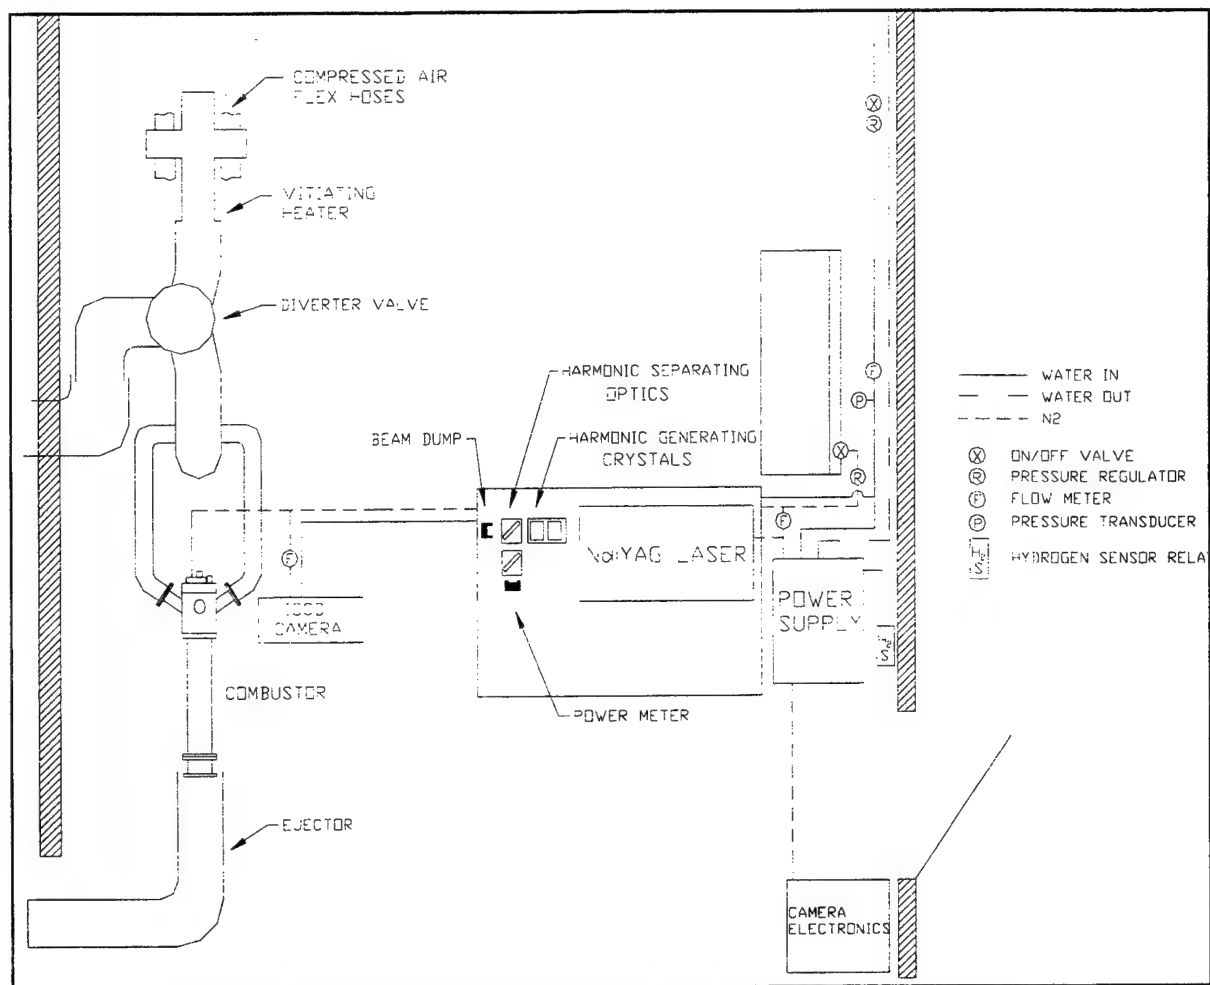 COMPRESSED AIR
FLEX HOSES
VITIATING
HEATER
DIVERTER VALVE
HARMONIC SEPARATING
OPTICS
BEAM DUMP
HARMONIC GENERATING
CRYSTALS
WATER IN
WATER OUT
N2
X ON/OFF VALVE
R PRESSURE REGULATOR
F FLOW METER
P PRESSURE TRANSDUCER
H2
S
HYDROGEN SENSOR RELA
X
R
F
P
X
R
F
F
Nd:YAG LASER
POWER
SUPPLY
H2
S
CAMERA
COMBUSTOR
POWER METER
EJECTOR
CAMERA
ELECTRONICS